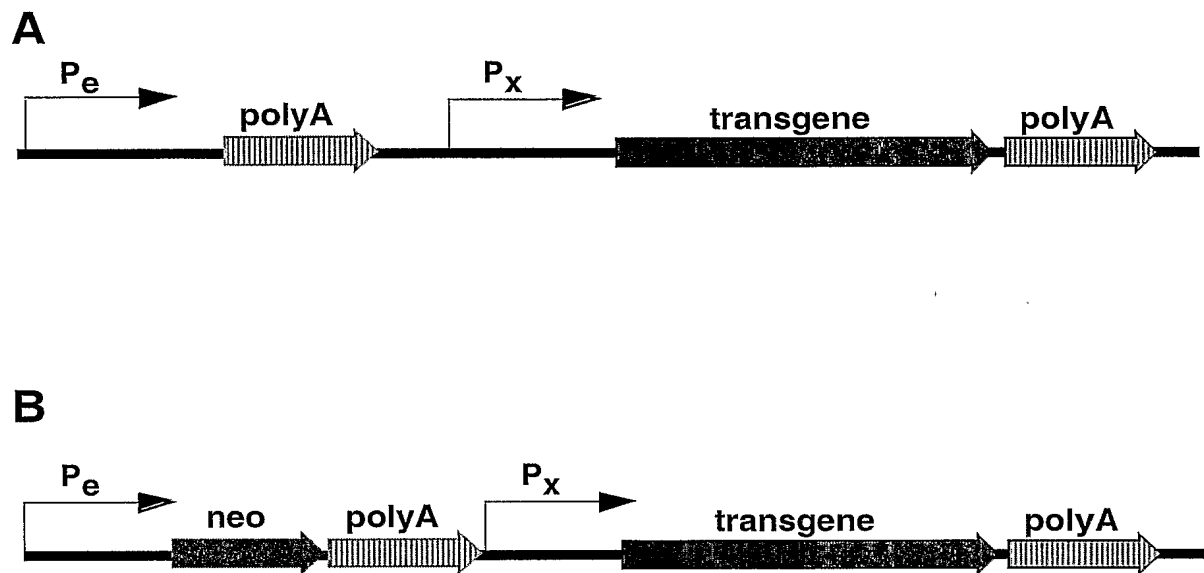 A
Pe
Px
polyA
transgene
polyA
B
Pe
Px
neo
polyA
transgene
polyA